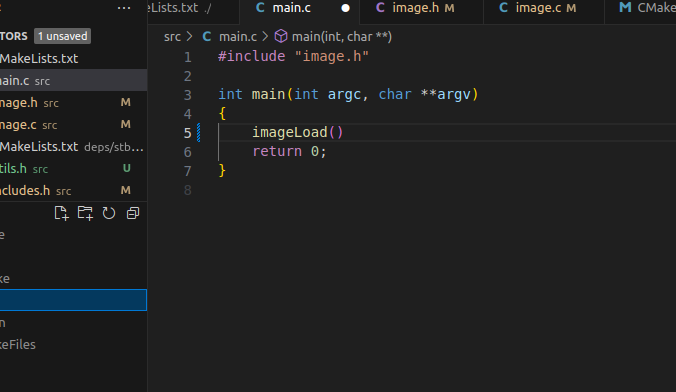 eLists.txt ./
C main.c
C image.h M
C image.c M
M CMake
TORS 1 unsaved
MakeLists.txt
ain.c src
mage.h src M
mage.c src M
MakeLists.txt deps/stb...
tils.h src U
ncludes.h src M
e
ke
n
keFiles
src > C main.c > main(int, char **)
1 #include "image.h"
2
3 int main(int argc, char **argv)
4 {
5 imageLoad()
6 return 0;
7 }
8